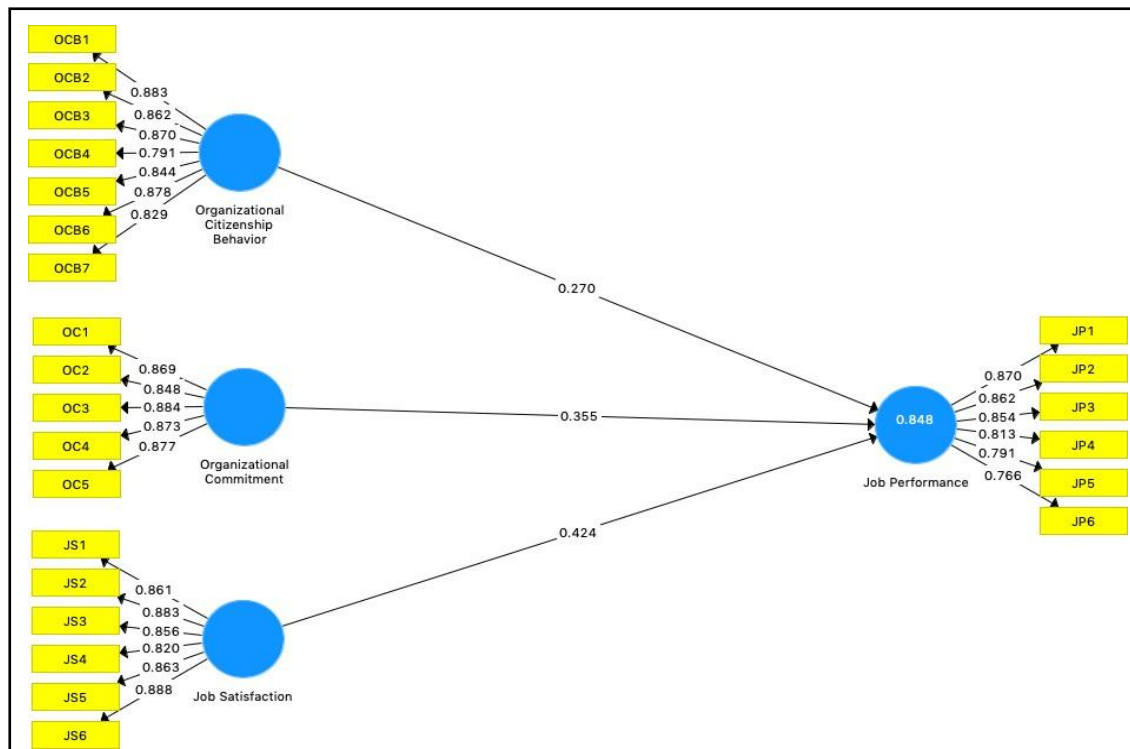 OCB1
OCB2
OCB3
OCB4
OCB5
OCB6
OCB7
0.883
0.862
0.870
0.791
0.844
0.878
0.829
Organizational
Citizenship
Behavior
0.270
OC1
OC2
OC3
OC4
OC5
0.869
0.848
0.884
0.873
0.877
Organizational
Commitment
0.355
JS1
JS2
JS3
JS4
JS5
JS6
0.861
0.883
0.856
0.820
0.863
0.888
Job Satisfaction
0.424
0.848
Job Performance
0.870
0.862
0.854
0.813
0.791
0.766
JP1
JP2
JP3
JP4
JP5
JP6